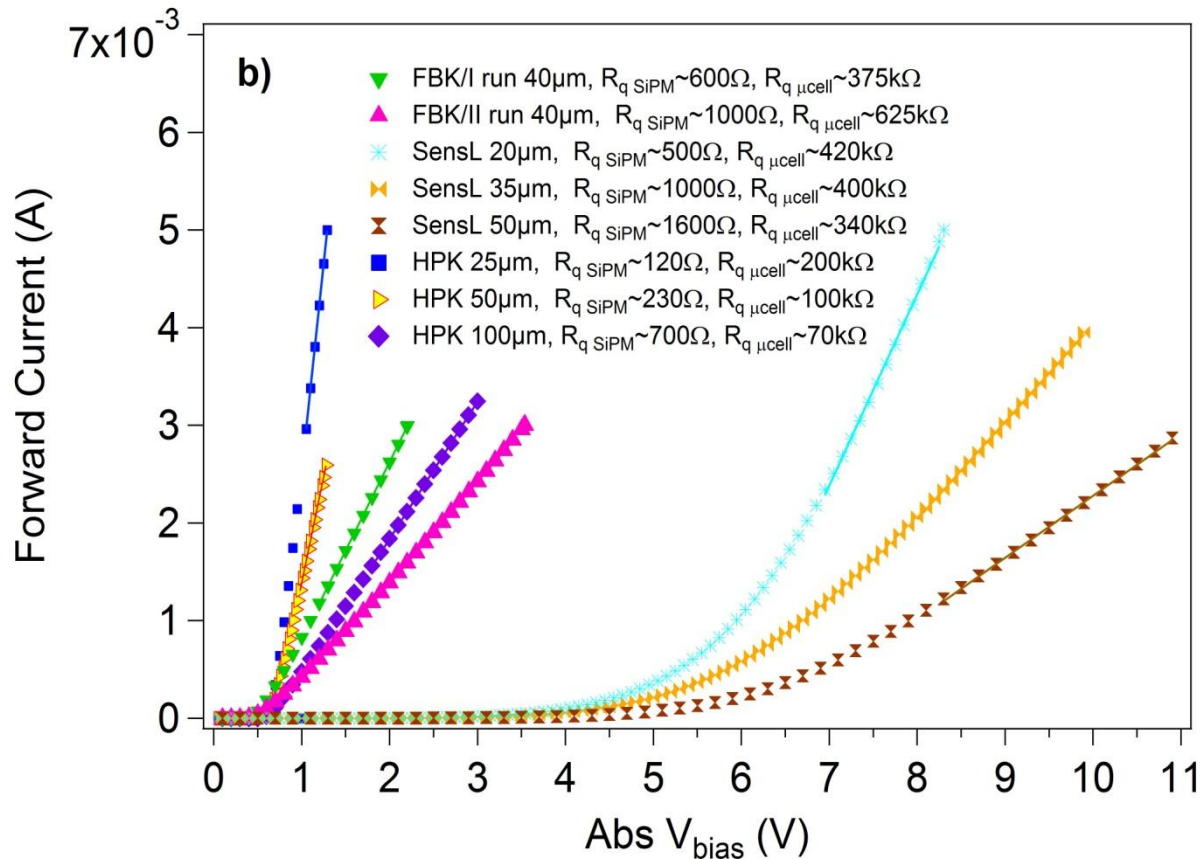 7x10⁻³
b)
FBK/I run 40µm, Rq SiPM~600Ω, Rq µcell~375kΩ
FBK/II run 40µm, Rq SiPM~1000Ω, Rq µcell~625kΩ
SensL 20µm, Rq SiPM~500Ω, Rq µcell~420kΩ
SensL 35µm, Rq SiPM~1000Ω, Rq µcell~400kΩ
SensL 50µm, Rq SiPM~1600Ω, Rq µcell~340kΩ
HPK 25µm, Rq SiPM~120Ω, Rq µcell~200kΩ
HPK 50µm, Rq SiPM~230Ω, Rq µcell~100kΩ
HPK 100µm, Rq SiPM~700Ω, Rq µcell~70kΩ
6
5
4
3
2
1
0
Forward Current (A)
0 1 2 3 4 5 6 7 8 9 10 11
Abs Vbias (V)